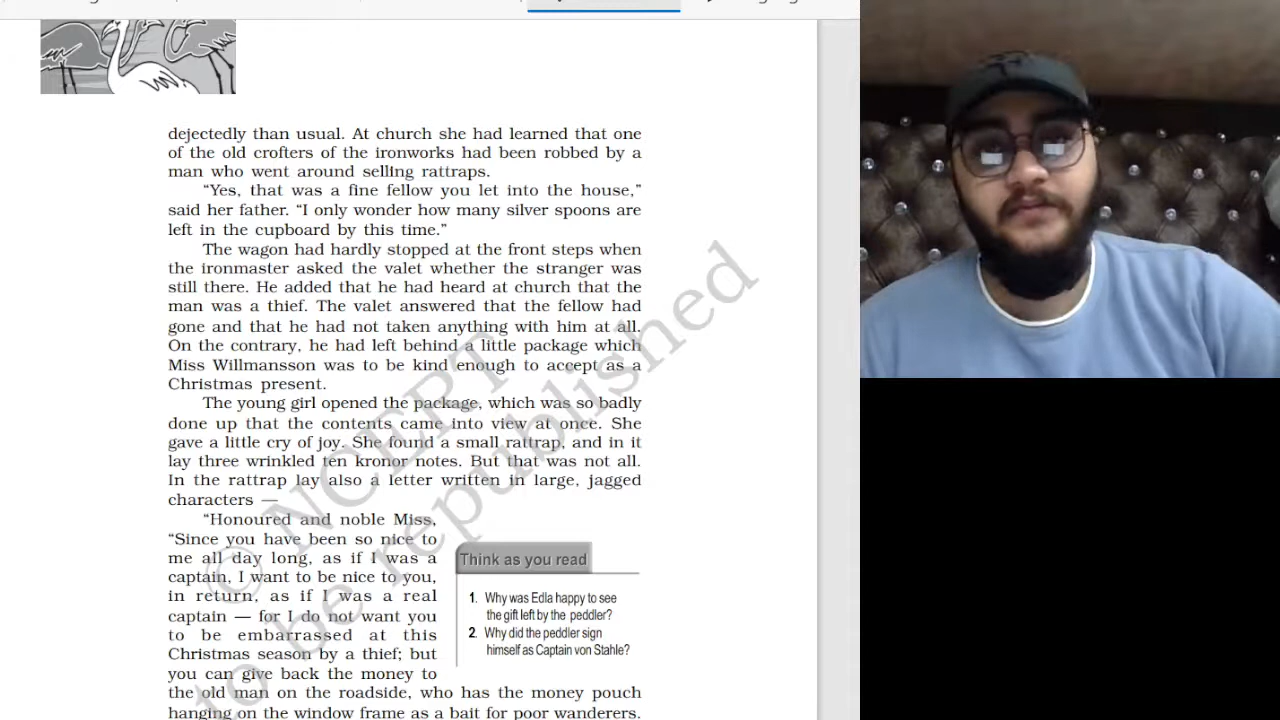 dejectedly than usual. At church she had learned that one
of the old crofters of the ironworks had been robbed by a
man who went around selling rattraps.
“Yes, that was a fine fellow you let into the house,”
said her father. “I only wonder how many silver spoons are
left in the cupboard by this time.”
The wagon had hardly stopped at the front steps when
the ironmaster asked the valet whether the stranger was
still there. He added that he had heard at church that the
man was a thief. The valet answered that the fellow had
gone and that he had not taken anything with him at all.
On the contrary, he had left behind a little package which
Miss Willmansson was to be kind enough to accept as a
Christmas present.
The young girl opened the package, which was so badly
done up that the contents came into view at once. She
gave a little cry of joy. She found a small rattrap, and in it
lay three wrinkled ten kronor notes. But that was not all.
In the rattrap lay also a letter written in large, jagged
characters —
“Honoured and noble Miss,
“Since you have been so nice to
me all day long, as if I was a
captain, I want to be nice to you,
in return, as if I was a real
captain — for I do not want you
to be embarrassed at this
Christmas season by a thief; but
you can give back the money to
the old man on the roadside, who has the money pouch
hanging on the window frame as a bait for poor wanderers.
Think as you read
1. Why was Edla happy to see
the gift left by the peddler?
2. Why did the peddler sign
himself as Captain von Stahle?
© NCERT
to be republished